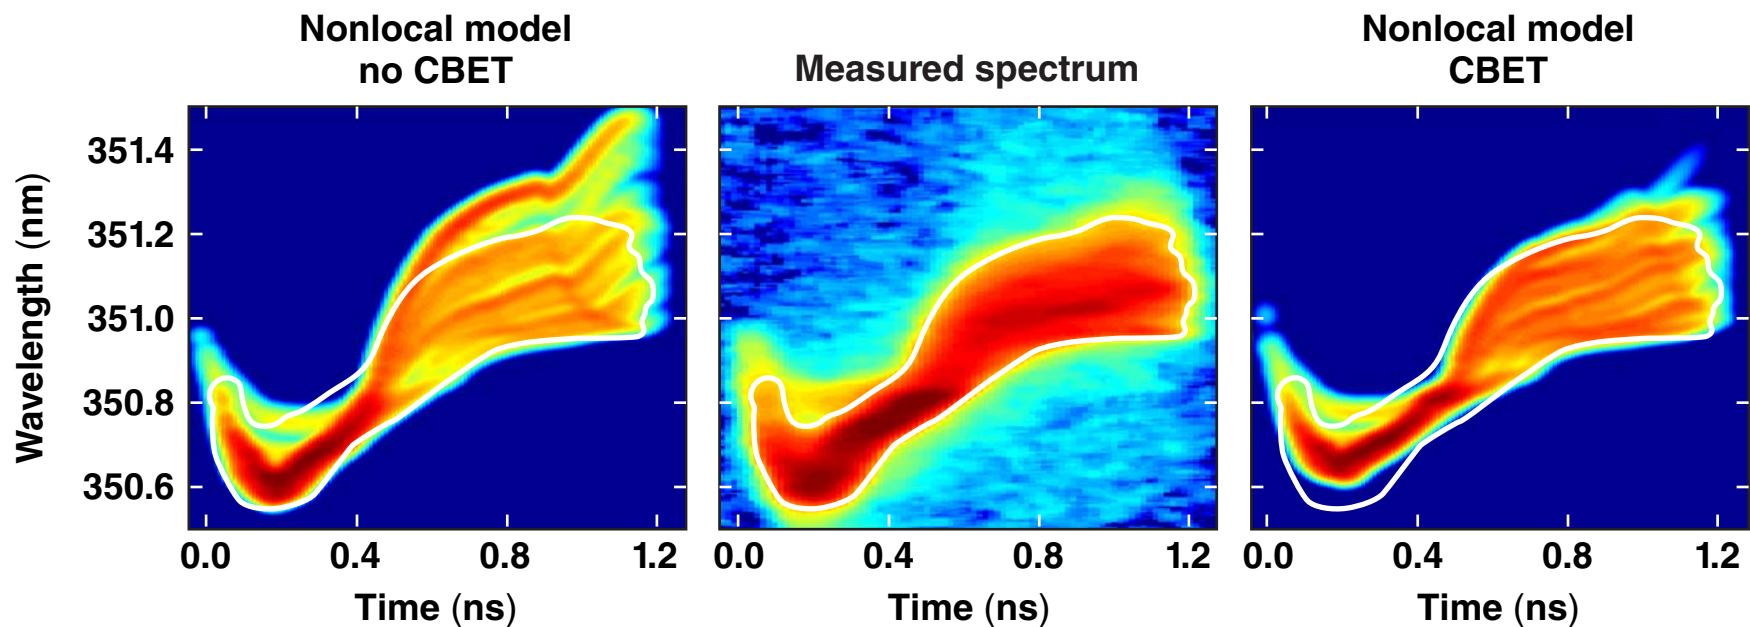 Nonlocal model
no CBET
Measured spectrum
Nonlocal model
CBET
Wavelength (nm)
351.4
351.2
351.0
350.8
350.6
0.0 0.4 0.8 1.2
0.0 0.4 0.8 1.2
0.0 0.4 0.8 1.2
Time (ns)
Time (ns)
Time (ns)